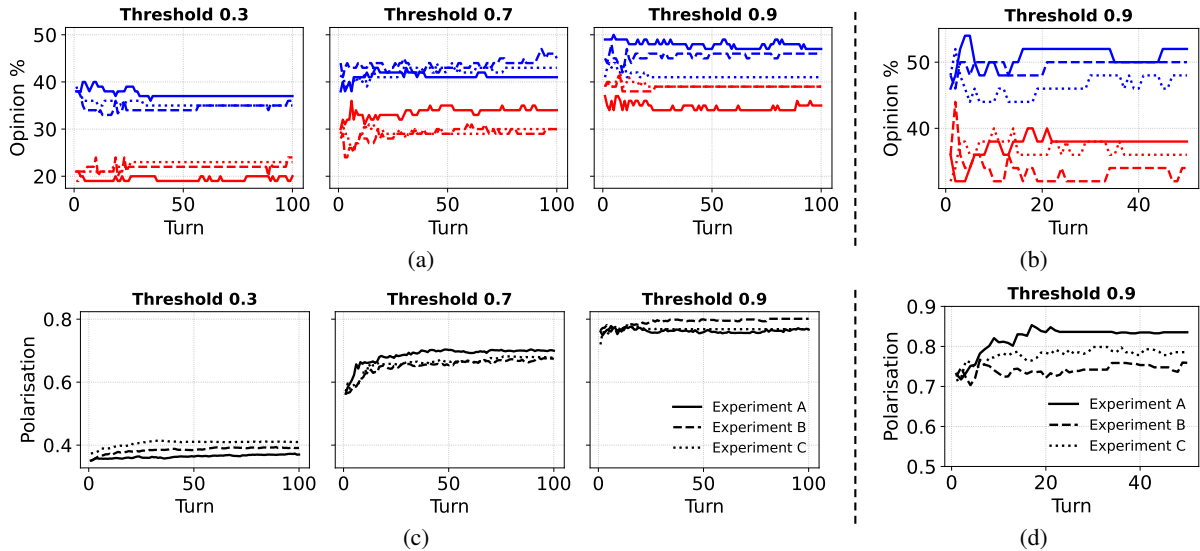 Threshold 0.3 Threshold 0.7 Threshold 0.9 Threshold 0.9
Opinion %
50
40
30
20
0 50 100
Turn
0 50 100
Turn
0 50 100
Turn
(a)
Opinion %
50
40
0 20 40
Turn
(b)
Threshold 0.3 Threshold 0.7 Threshold 0.9 Threshold 0.9
Polarisation
0.8
0.6
0.4
0 50 100
Turn
0 50 100
Turn
Experiment A
Experiment B
Experiment C
0 50 100
Turn
(c)
Polarisation
0.9
0.8
0.7
0.6
0.5
Experiment A
Experiment B
Experiment C
0 20 40
Turn
(d)